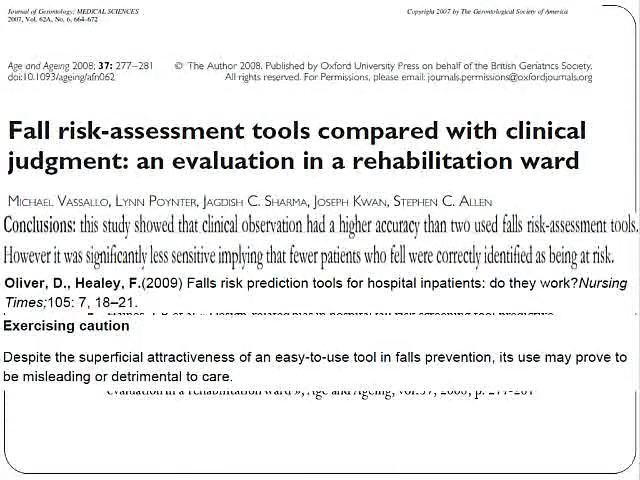 Journal of Gerontology: MEDICAL SCIENCES
2007, Vol. 62A, No. 6, 664–672
Copyright 2007 by The Gerontological Society of America
Age and Ageing 2008; 37: 277–281
© The Author 2008. Published by Oxford University Press on behalf of the British Geriatrics Society.
doi:10.1093/ageing/afn062
All rights reserved. For Permissions, please email: journals.permissions@oxfordjournals.org
Fall risk-assessment tools compared with clinical
judgment: an evaluation in a rehabilitation ward
MICHAEL VASSALLO, LYNN POYNTER, JAGDISH C. SHARMA, JOSEPH KWAN, STEPHEN C. ALLEN
Conclusions: this study showed that clinical observation had a higher accuracy than two used falls risk-assessment tools.
However it was significantly less sensitive implying that fewer patients who fell were correctly identified as being at risk.
Oliver, D., Healey, F.(2009) Falls risk prediction tools for hospital inpatients: do they work?Nursing
Times;105: 7, 18–21.
Exercising caution
Despite the superficial attractiveness of an easy-to-use tool in falls prevention, its use may prove to
be misleading or detrimental to care.
evaluation in a rehabilitation ward », Age and Ageing, vol.37, 2008, p. 277-281